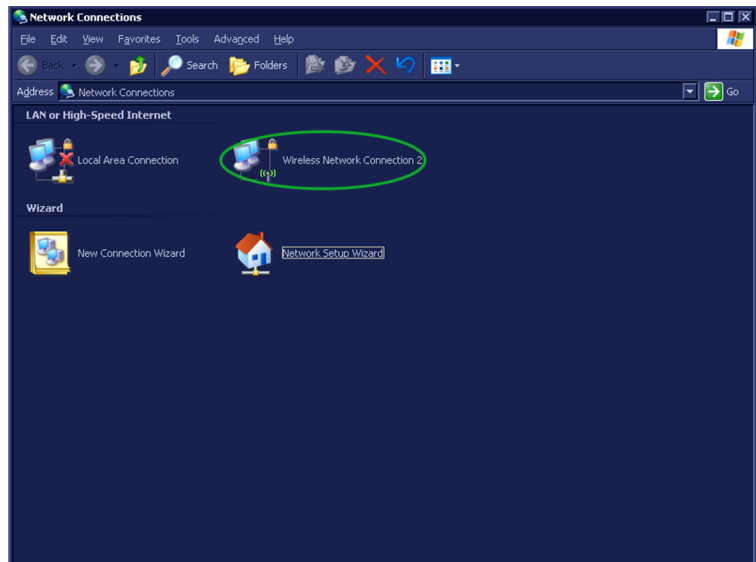 Network Connections
File Edit View Favorites Tools Advanced Help
Back Search Folders
Address Network Connections Go
LAN or High-Speed Internet
Local Area Connection Wireless Network Connection 2
Wizard
New Connection Wizard Network Setup Wizard